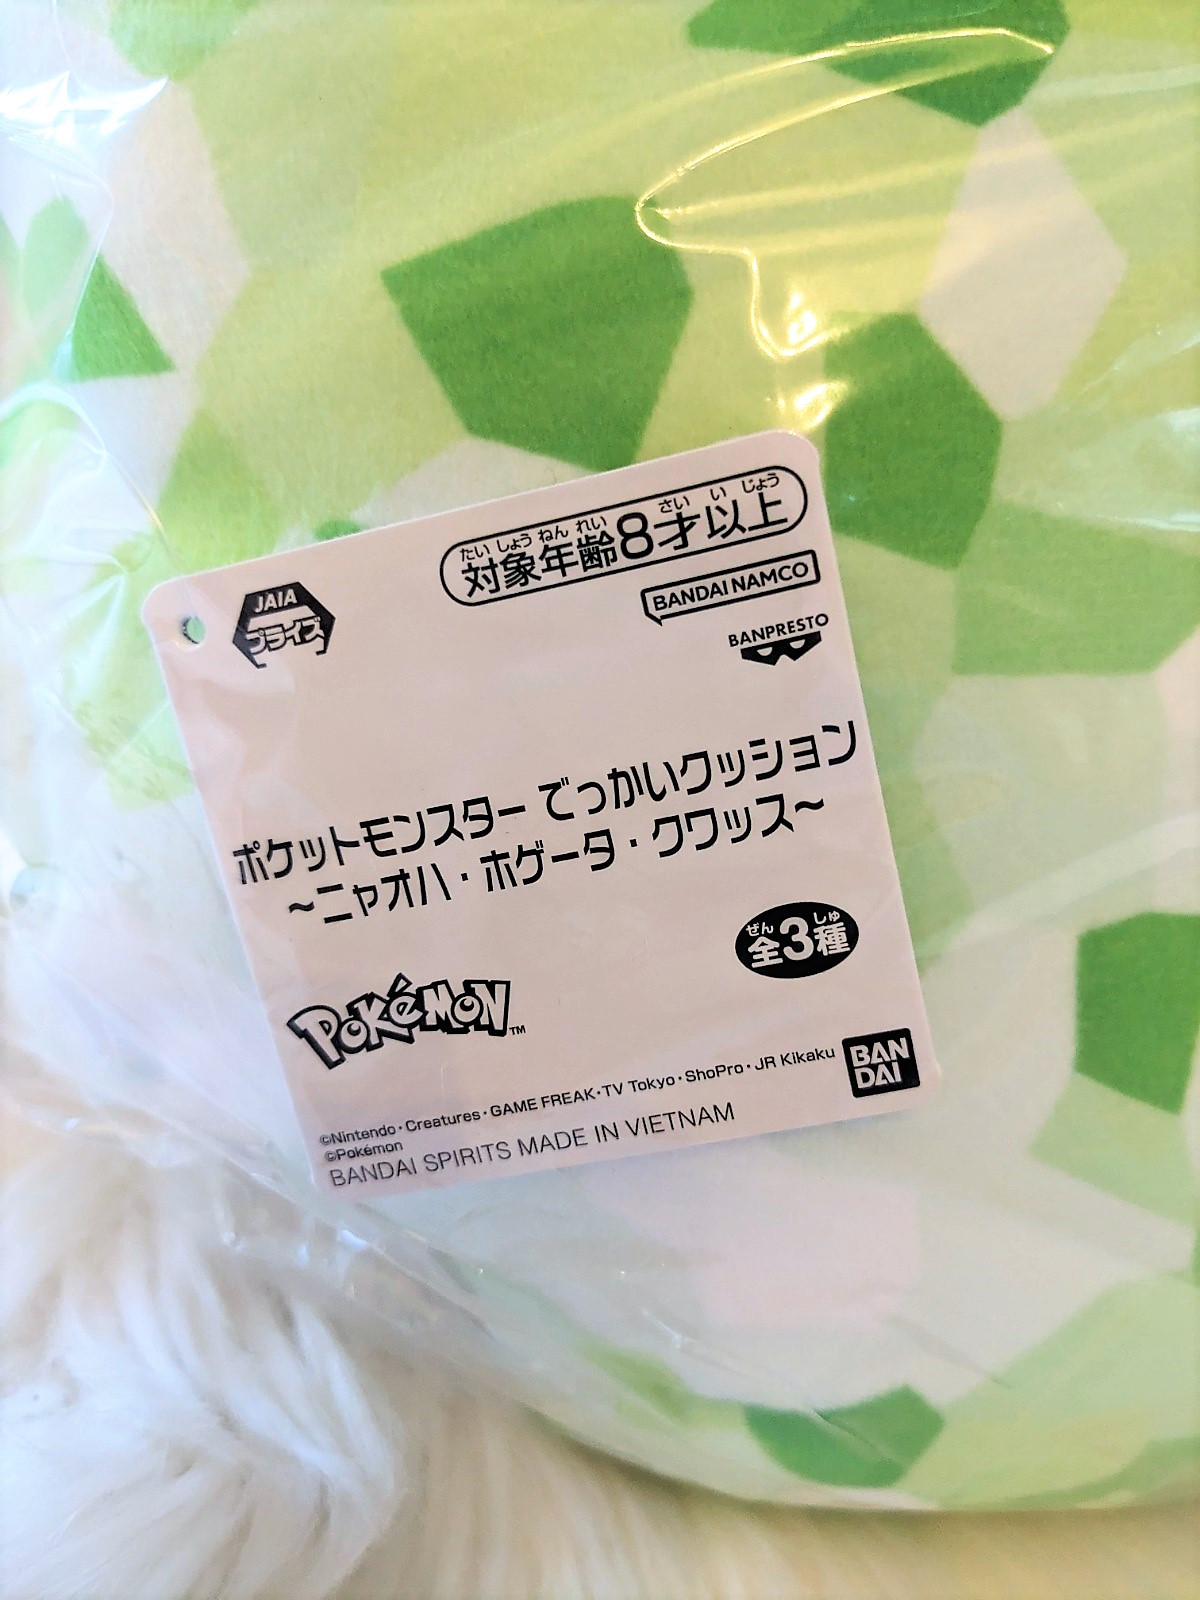 たいしょうねんれい さい いじょう
対象年齢8才以上
JAIA
プライズ
BANDAI NAMCO
BANPRESTO
ポケットモンスター でっかいクッション
~ニャオハ・ホゲータ・クワッス~
ぜん しゅ
全3種
Pokémon™
©Nintendo・Creatures・GAME FREAK・TV Tokyo・ShoPro・JR Kikaku
©Pokémon
BANDAI SPIRITS MADE IN VIETNAM
BAN
DAI